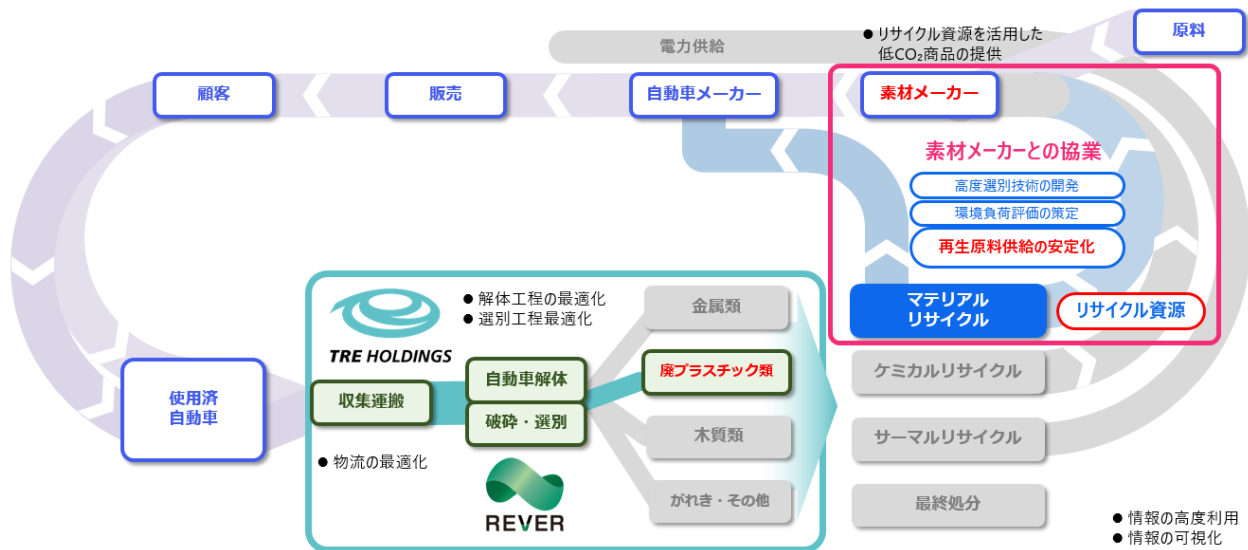 原料
● リサイクル資源を活用した
低CO₂商品の提供
電力供給
顧客
販売
自動車メーカー
素材メーカー
素材メーカーとの協業
高度選別技術の開発
環境負荷評価の策定
再生原料供給の安定化
マテリアル
リサイクル
リサイクル資源
● 解体工程の最適化
● 選別工程最適化
TRE HOLDINGS
金属類
使用済
自動車
収集運搬
自動車解体
破砕・選別
廃プラスチック類
ケミカルリサイクル
木質類
サーマルリサイクル
● 物流の最適化
REVER
がれき・その他
最終処分
● 情報の高度利用
● 情報の可視化